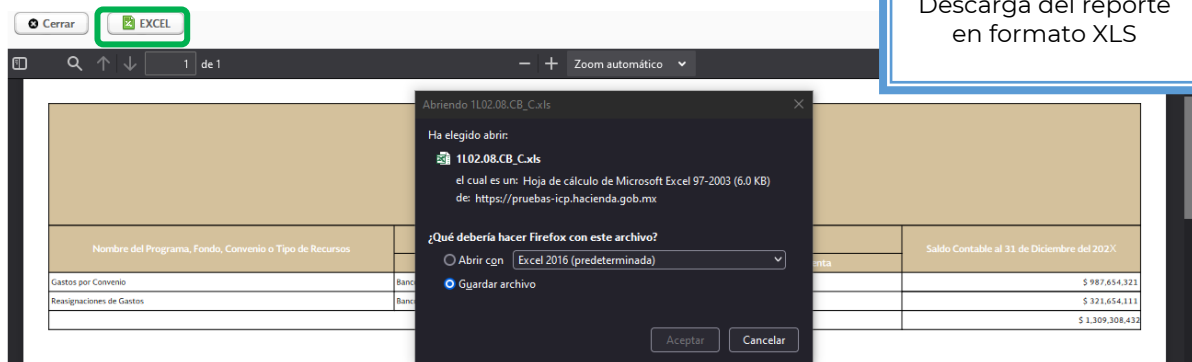 Descarga del reporte
en formato XLS
Cerrar EXCEL
1 de 1 Zoom automático
Abriendo 1L02.08.CB_C.xls
Ha elegido abrir:
1L02.08.CB_C.xls
el cual es un: Hoja de cálculo de Microsoft Excel 97-2003 (6.0 KB)
de: https://pruebas-icp.hacienda.gob.mx
¿Qué debería hacer Firefox con este archivo?
Abrir con Excel 2016 (predeterminada)
Guardar archivo
Aceptar Cancelar
Nombre del Programa, Fondo, Convenio o Tipo de Recursos
Saldo Contable al 31 de Diciembre del 202X
Gastos por Convenio $ 987,654,321
Reasignaciones de Gastos $ 321,654,111
$ 1,309,308,432